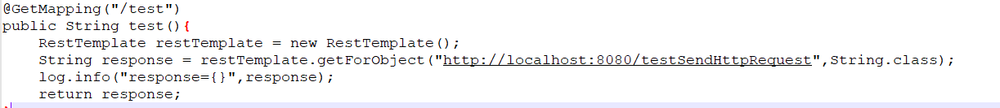 @GetMapping("/test")
public String test(){
    RestTemplate restTemplate = new RestTemplate();
    String response = restTemplate.getForObject("http://localhost:8080/testSendHttpRequest",String.class);
    log.info("response={}",response);
    return response;